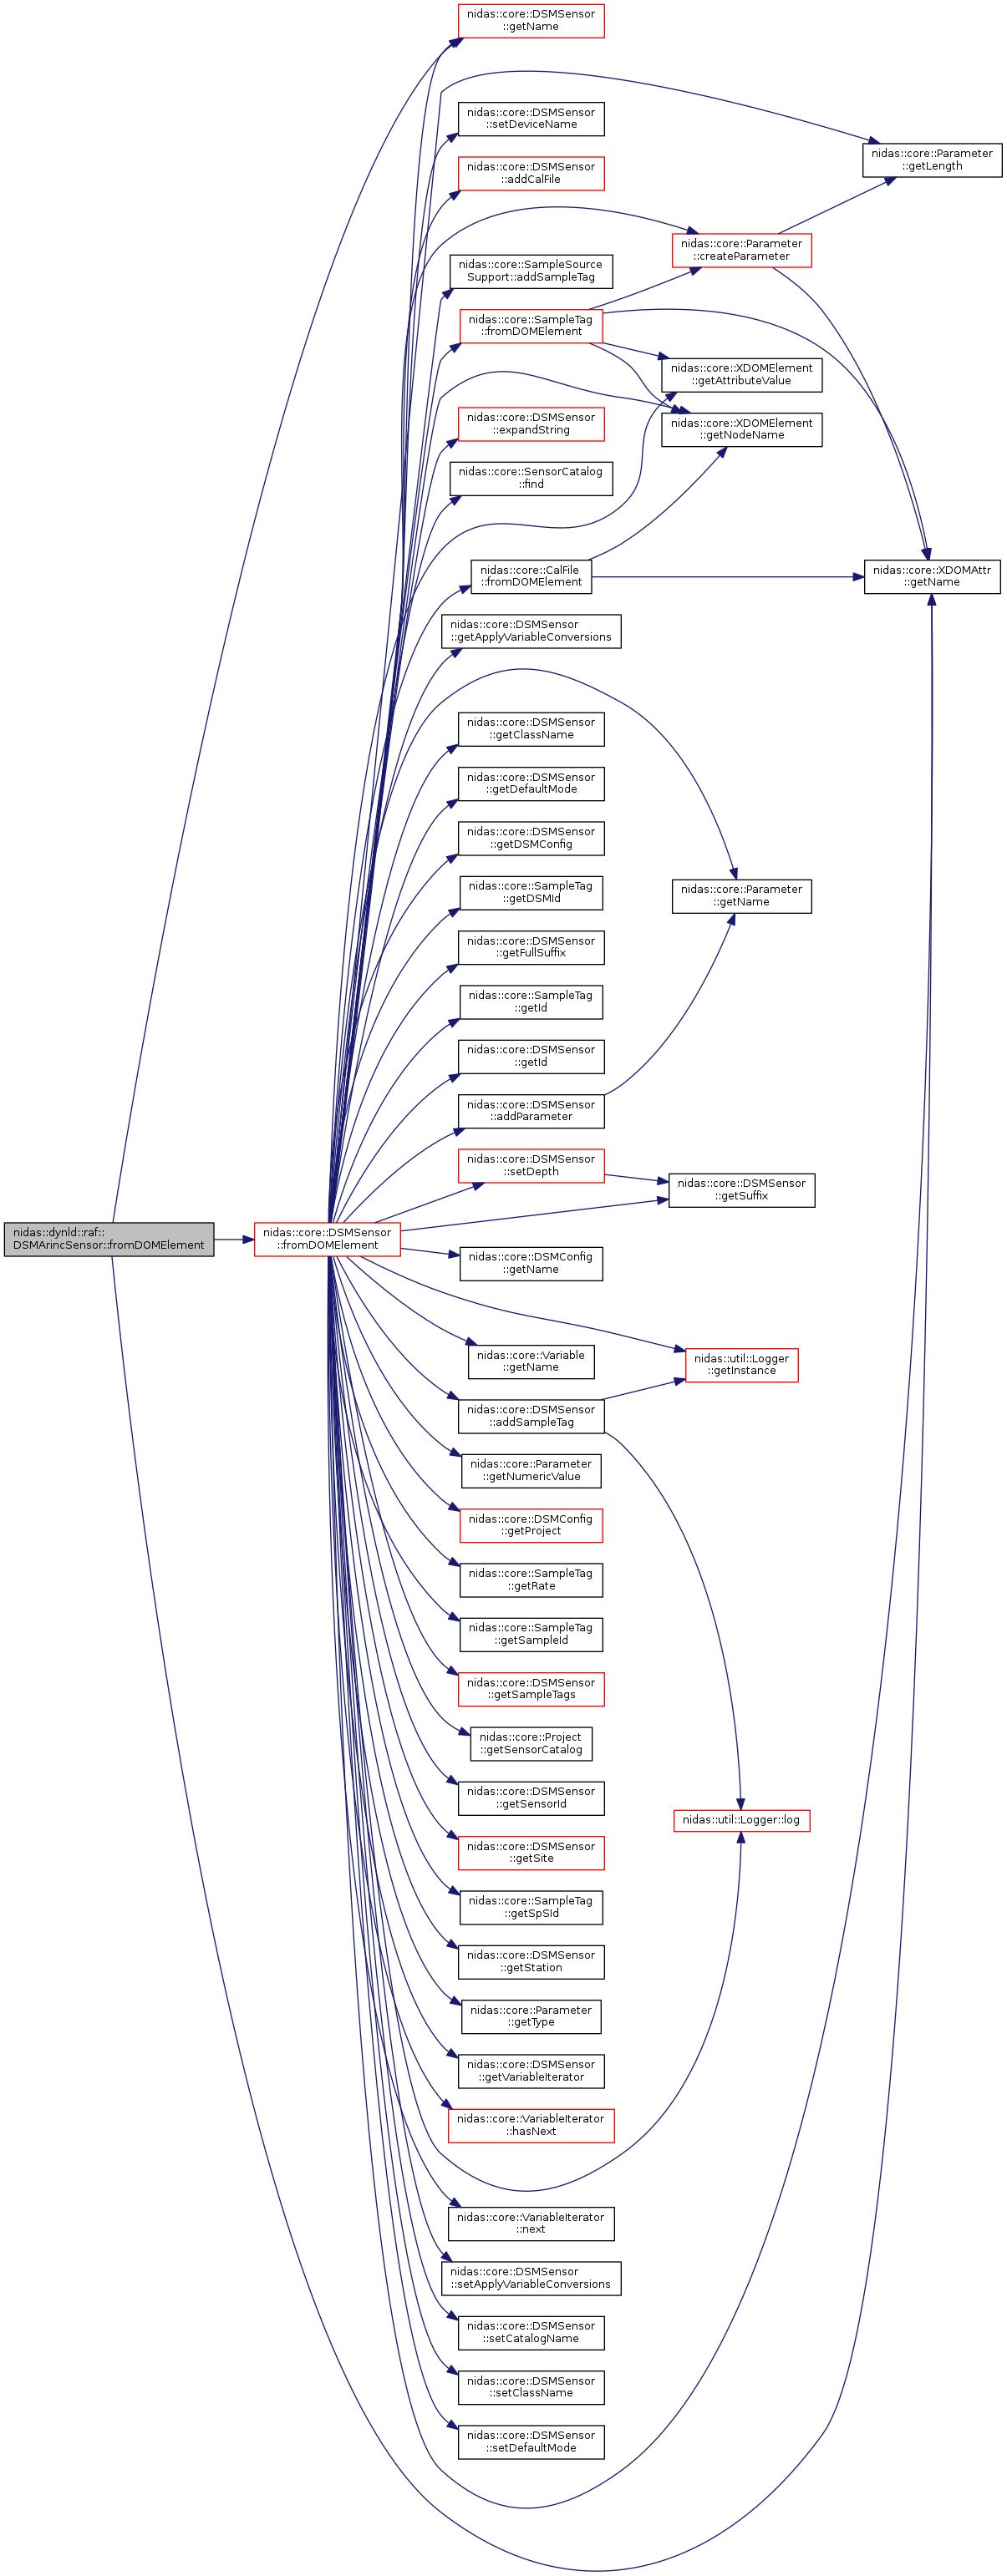 nidas::core::DSMSensor
::getName
nidas::core::DSMSensor
::setDeviceName
nidas::core::Parameter
::getLength
nidas::core::DSMSensor
::addCalFile
nidas::core::Parameter
::createParameter
nidas::core::SampleSource
Support::addSampleTag
nidas::core::SampleTag
::fromDOMElement
nidas::core::XDOMElement
::getAttributeValue
nidas::core::DSMSensor
::expandString
nidas::core::XDOMElement
::getNodeName
nidas::core::SensorCatalog
::find
nidas::core::CalFile
::fromDOMElement
nidas::core::XDOMAttr
::getName
nidas::core::DSMSensor
::getApplyVariableConversions
nidas::core::DSMSensor
::getClassName
nidas::core::DSMSensor
::getDefaultMode
nidas::core::DSMSensor
::getDSMConfig
nidas::core::SampleTag
::getDSMId
nidas::core::Parameter
::getName
nidas::core::DSMSensor
::getFullSuffix
nidas::core::SampleTag
::getId
nidas::core::DSMSensor
::getId
nidas::core::DSMSensor
::addParameter
nidas::core::DSMSensor
::setDepth
nidas::core::DSMSensor
::getSuffix
nidas::dynld::raf::
DSMArincSensor::fromDOMElement
nidas::core::DSMSensor
::fromDOMElement
nidas::core::DSMConfig
::getName
nidas::core::Variable
::getName
nidas::util::Logger
::getInstance
nidas::core::DSMSensor
::addSampleTag
nidas::core::Parameter
::getNumericValue
nidas::core::DSMConfig
::getProject
nidas::core::SampleTag
::getRate
nidas::core::SampleTag
::getSampleId
nidas::core::DSMSensor
::getSampleTags
nidas::core::Project
::getSensorCatalog
nidas::core::DSMSensor
::getSensorId
nidas::util::Logger::log
nidas::core::DSMSensor
::getSite
nidas::core::SampleTag
::getSpSId
nidas::core::DSMSensor
::getStation
nidas::core::Parameter
::getType
nidas::core::DSMSensor
::getVariableIterator
nidas::core::VariableIterator
::hasNext
nidas::core::VariableIterator
::next
nidas::core::DSMSensor
::setApplyVariableConversions
nidas::core::DSMSensor
::setCatalogName
nidas::core::DSMSensor
::setClassName
nidas::core::DSMSensor
::setDefaultMode